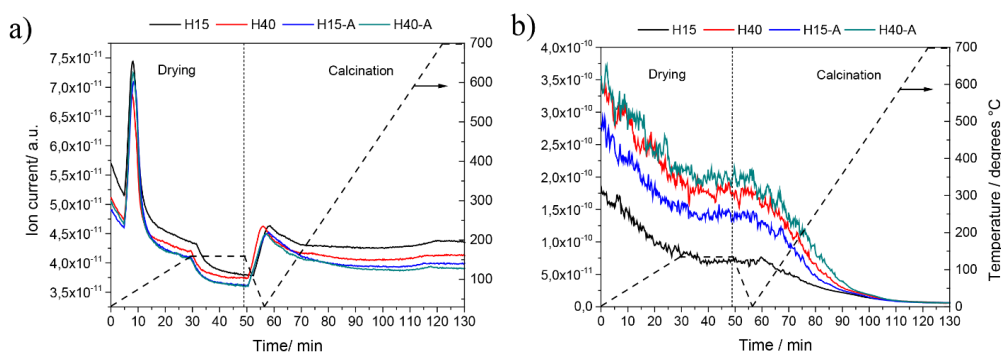 a)
H15 H40 H15-A H40-A
Ion current/ a.u.
7,5x10-11
7,0x10-11
6,5x10-11
6,0x10-11
5,5x10-11
5,0x10-11
4,5x10-11
4,0x10-11
3,5x10-11
Drying
Calcination
700
600
500
400
300
200
100
0 5 10 15 20 25 30 35 40 45 50 55 60 70 80 90 100 110 120 130
Time/ min
b)
H15 H40 H15-A H40-A
4,0x10-10
3,5x10-10
3,0x10-10
2,5x10-10
2,0x10-10
1,5x10-10
1,0x10-10
5,0x10-11
0,0
Drying
Calcination
700
600
500
400
300
200
100
0
Temperature / degrees °C
0 10 20 30 40 50 60 70 80 90 100 110 120 130
Time/ min